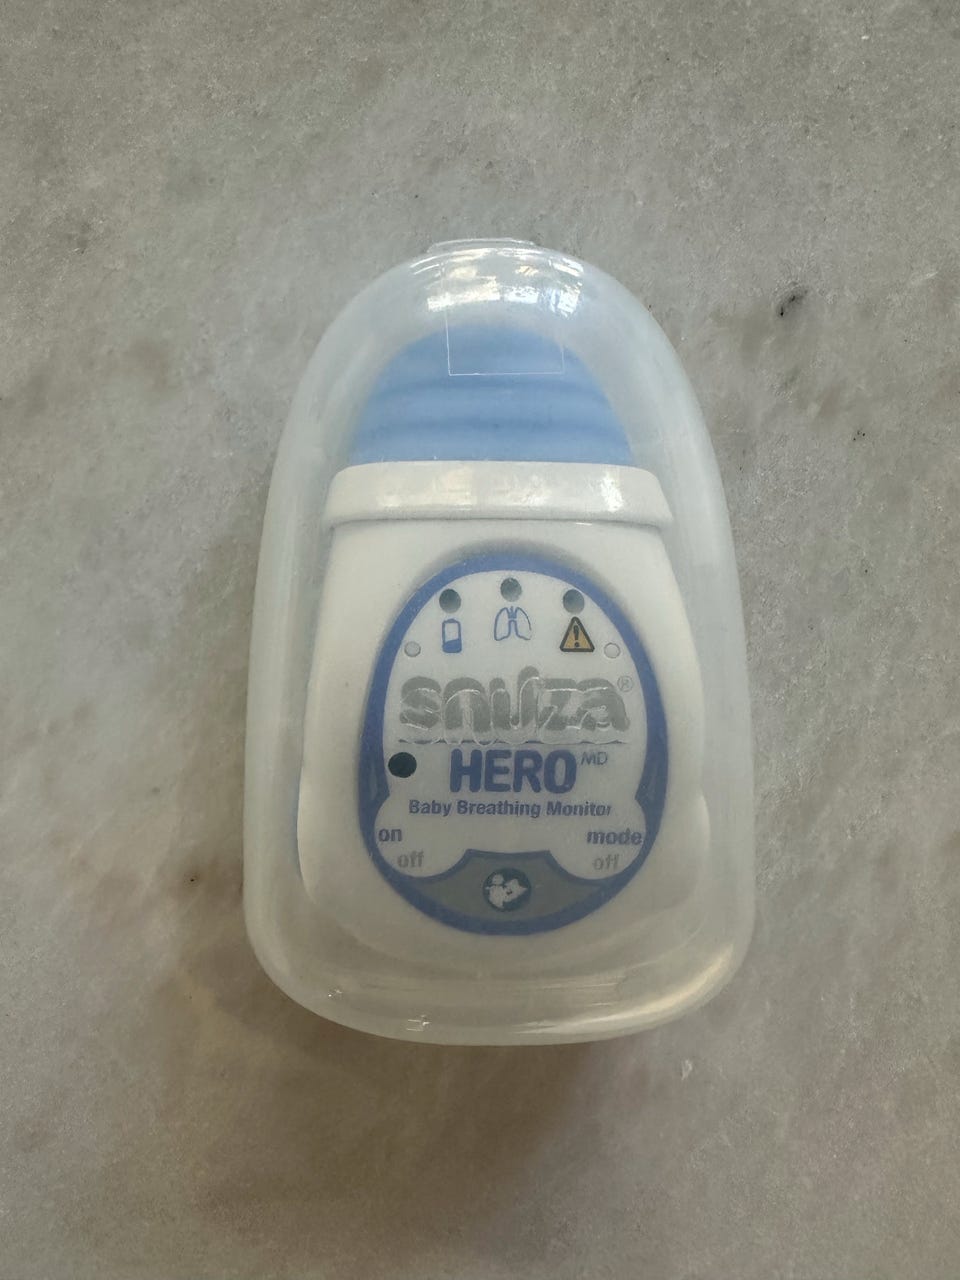 snuza®
HERO MD
Baby Breathing Monitor
on mode
off off